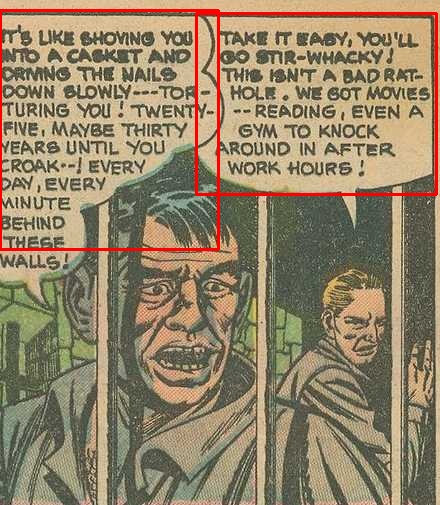 IT'S LIKE SHOVING YOU
INTO A CASKET AND
DRIVING THE NAILS
DOWN SLOWLY---TOR-
TURING YOU! TWENTY-
FIVE, MAYBE THIRTY
YEARS UNTIL YOU
CROAK--! EVERY
DAY, EVERY
MINUTE
BEHIND
THESE
WALLS!
TAKE IT EASY, YOU'LL
GO STIR-WHACKY!
THIS ISN'T A BAD RAT-
HOLE. WE GOT MOVIES
--READING, EVEN A
GYM TO KNOCK
AROUND IN AFTER
WORK HOURS!